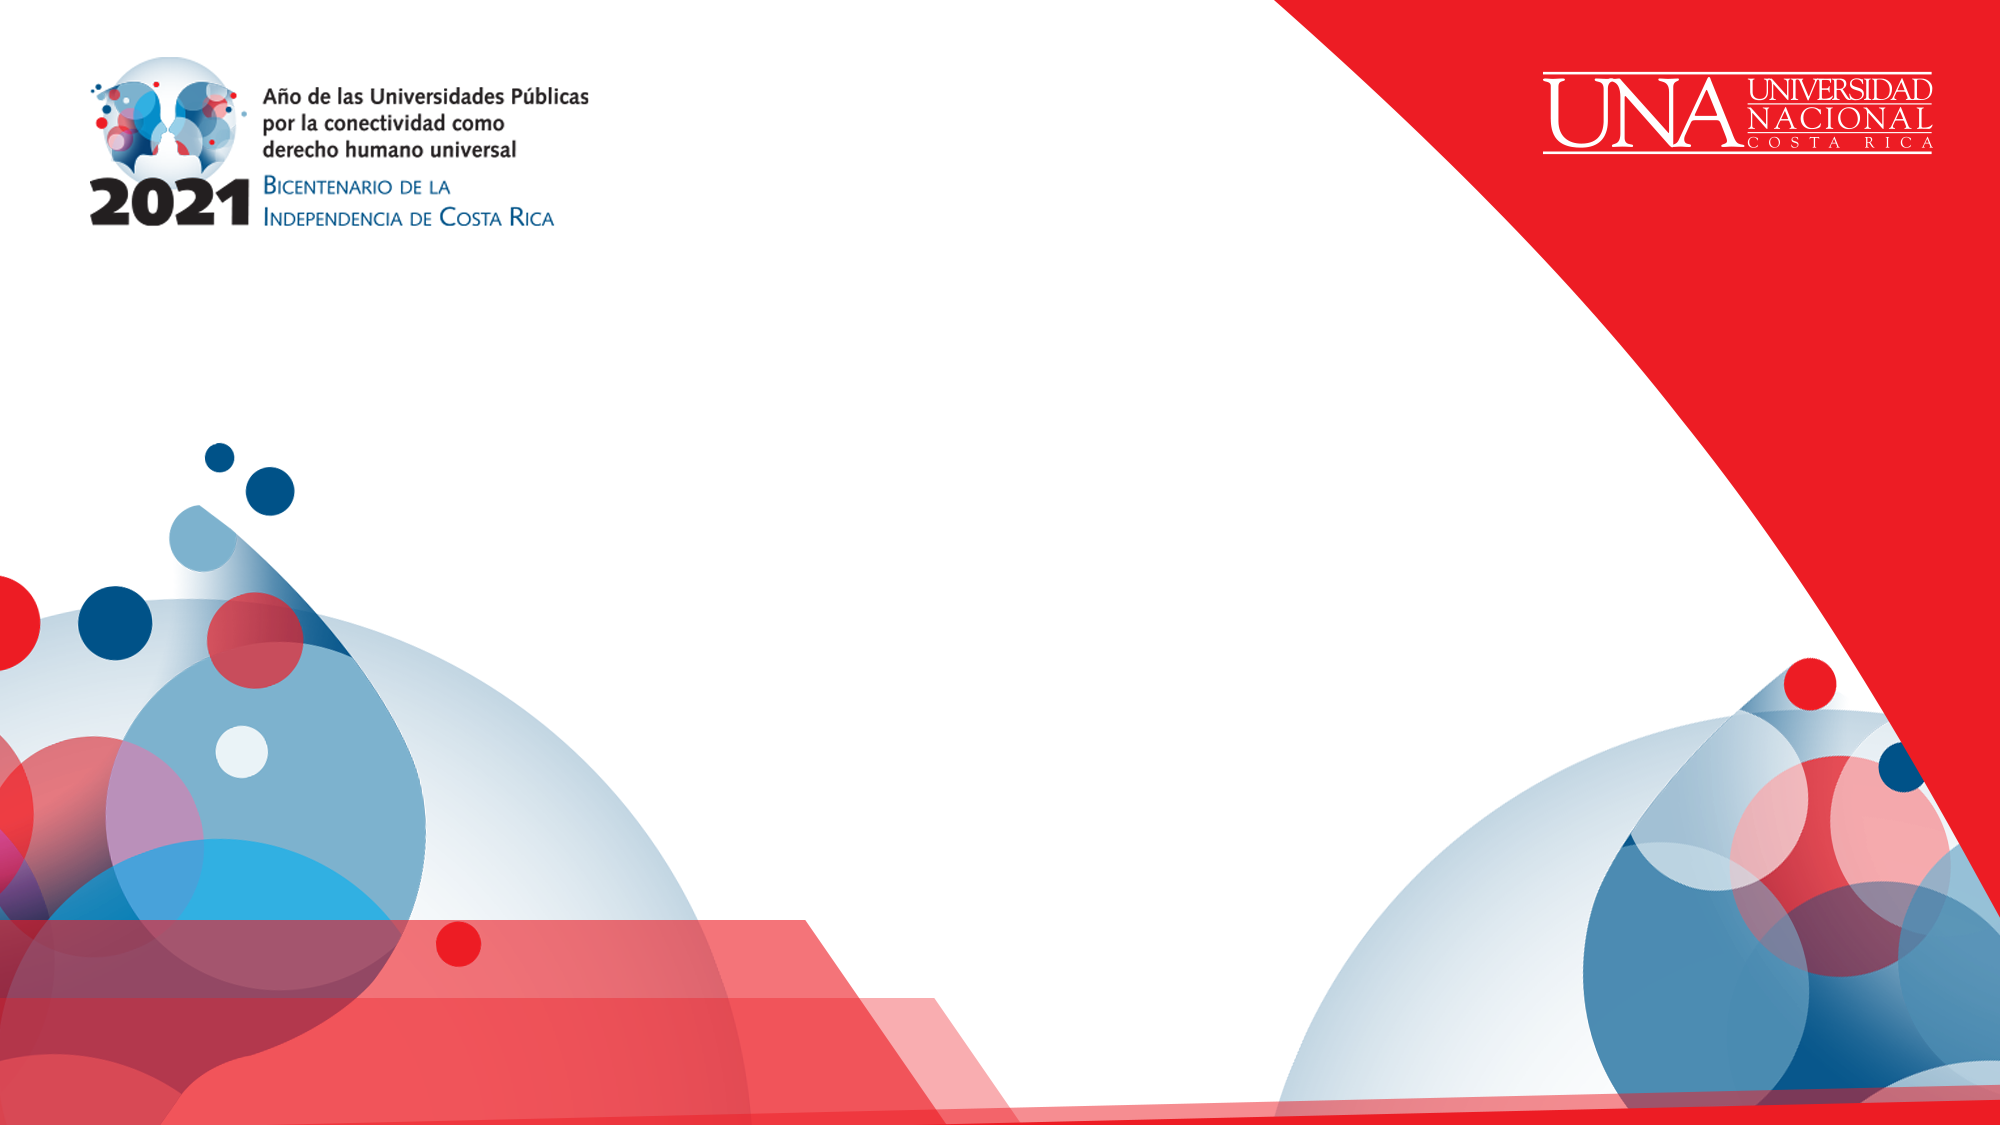 Año de las Universidades Públicas
por la conectividad como
derecho humano universal
2021
BICENTENARIO DE LA
INDEPENDENCIA DE COSTA RICA
UNA
UNIVERSIDAD
NACIONAL
COSTA RICA